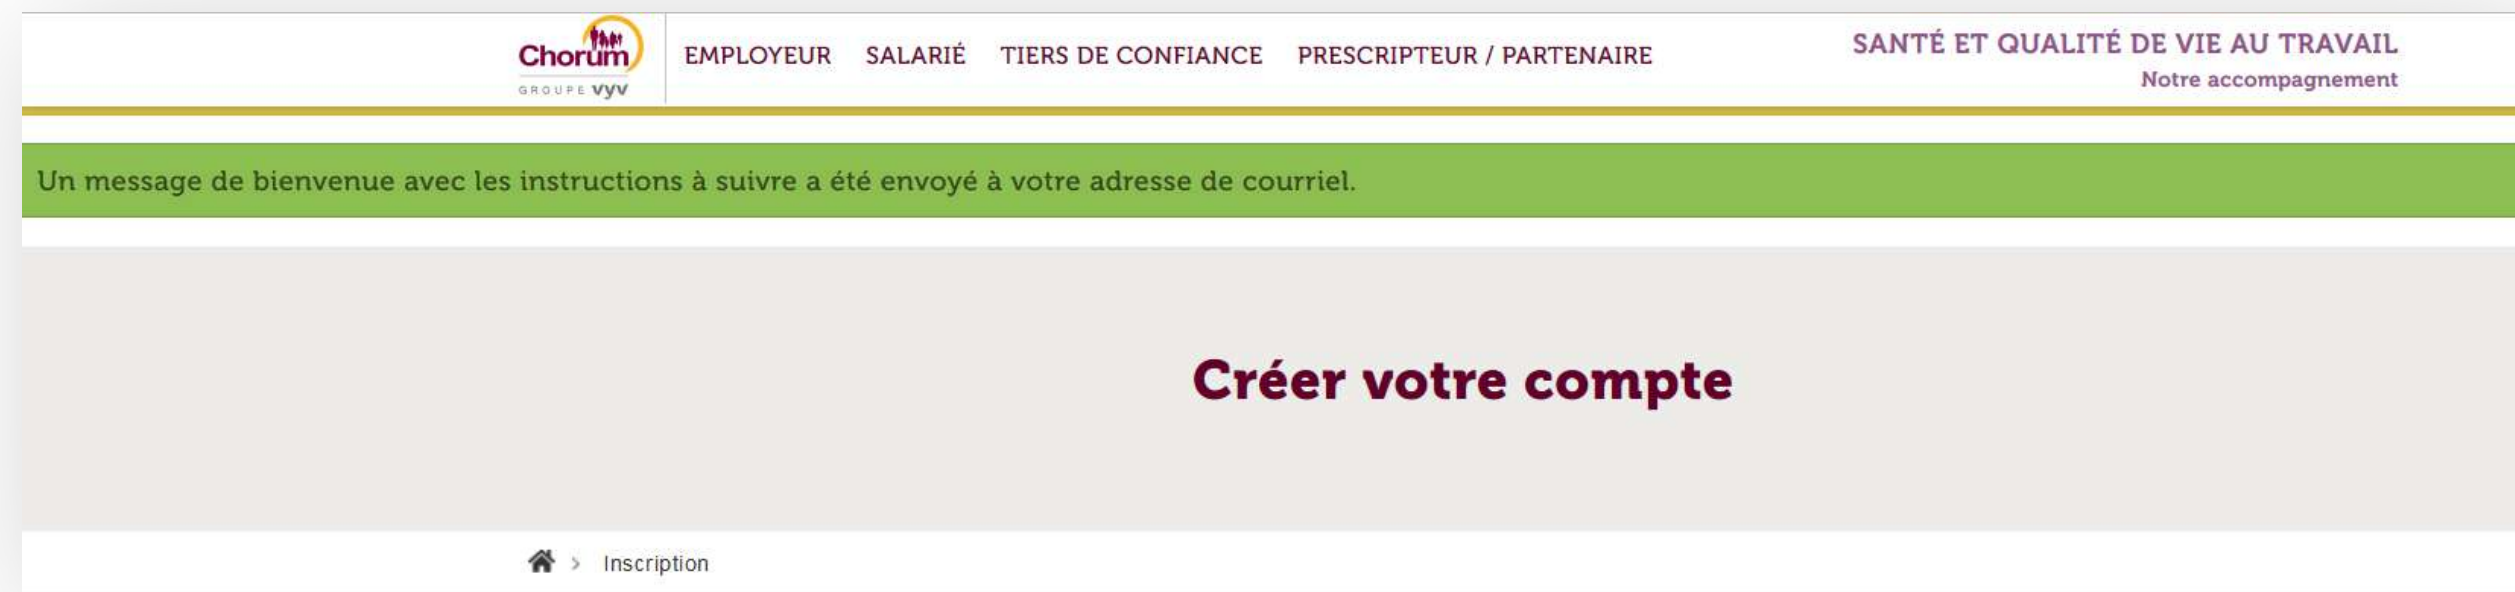 Chorum
GROUPE vyv
EMPLOYEUR SALARIÉ TIERS DE CONFIANCE PRESCRIPTEUR / PARTENAIRE
SANTÉ ET QUALITÉ DE VIE AU TRAVAIL
Notre accompagnement
Un message de bienvenue avec les instructions à suivre a été envoyé à votre adresse de courriel.
Créer votre compte
> Inscription